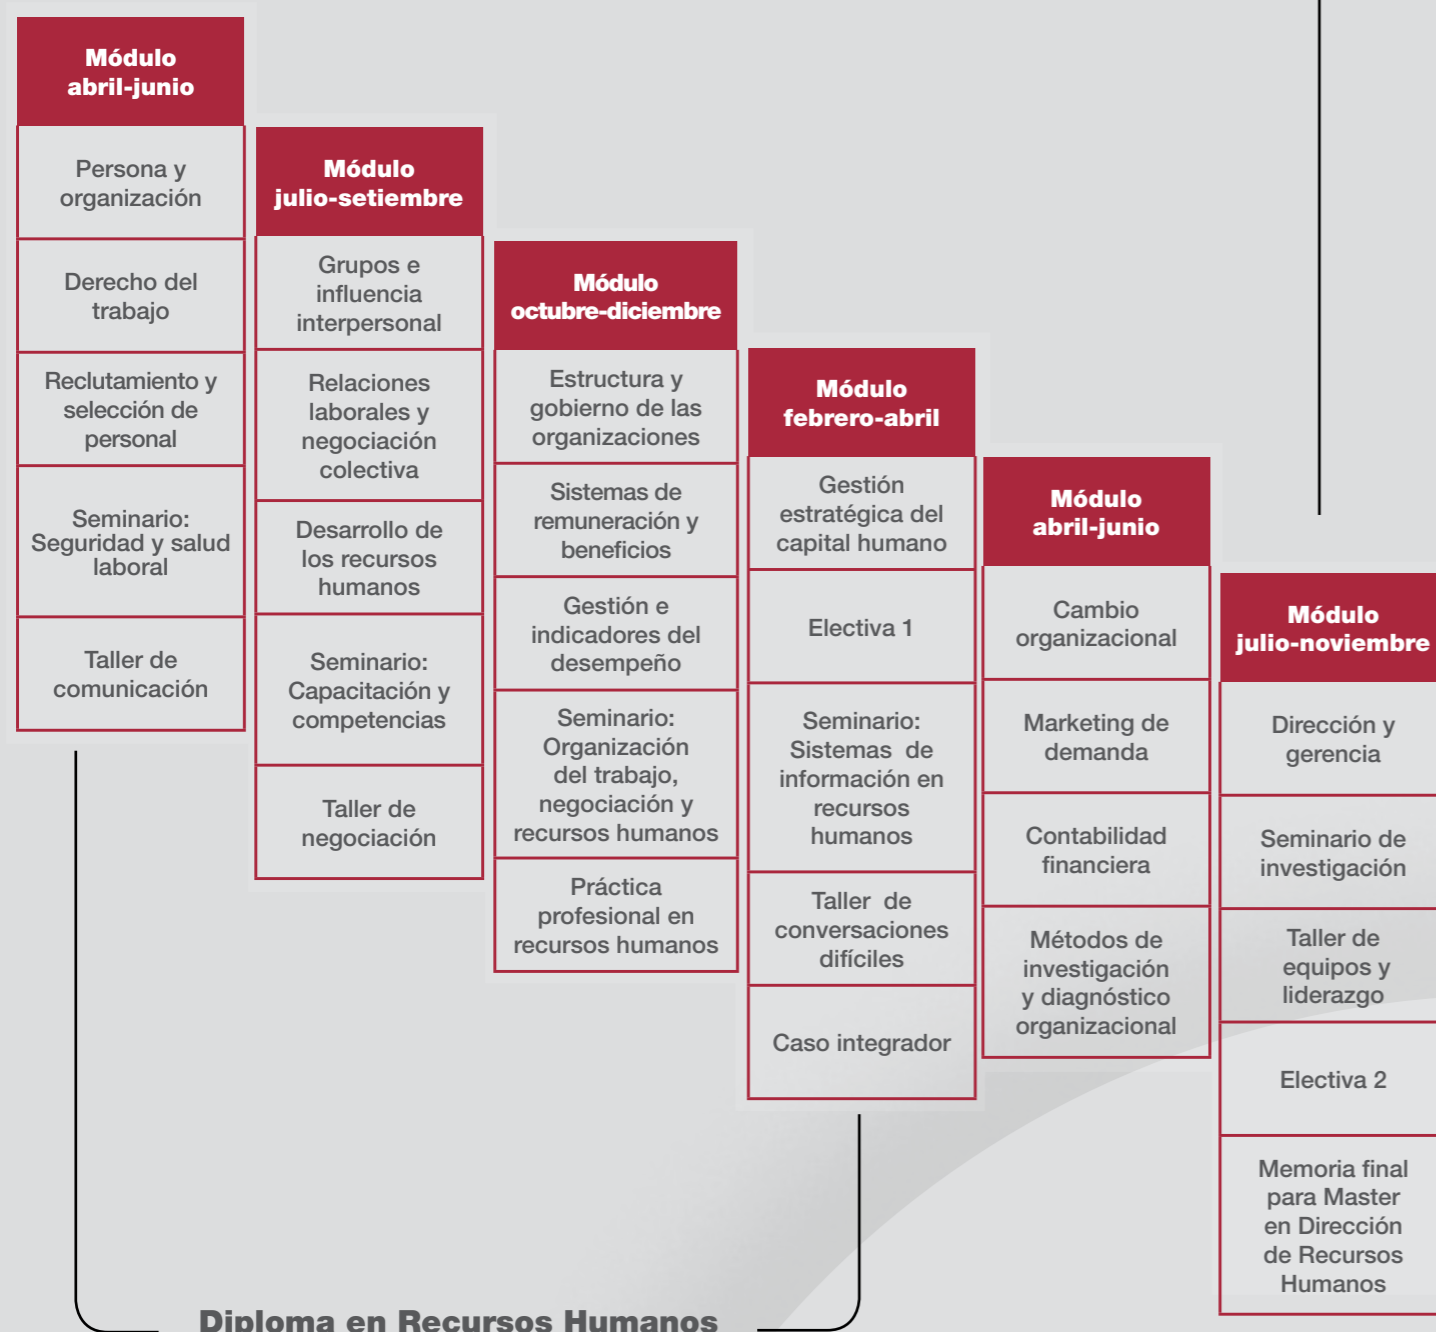 Módulo
abril-junio
Persona y
organización
Derecho del
trabajo
Reclutamiento y
selección de
personal
Seminario:
Seguridad y salud
laboral
Taller de
comunicación
Módulo
julio-setiembre
Grupos e
influencia
interpersonal
Relaciones
laborales y
negociación
colectiva
Desarrollo de
los recursos
humanos
Seminario:
Capacitación y
competencias
Taller de
negociación
Módulo
octubre-diciembre
Estructura y
gobierno de las
organizaciones
Sistemas de
remuneración y
beneficios
Gestión e
indicadores del
desempeño
Seminario:
Organización
del trabajo,
negociación y
recursos humanos
Práctica
profesional en
recursos humanos
Módulo
febrero-abril
Gestión
estratégica del
capital humano
Electiva 1
Seminario:
Sistemas de
información en
recursos
humanos
Taller de
conversaciones
difíciles
Caso integrador
Módulo
abril-junio
Cambio
organizacional
Marketing de
demanda
Contabilidad
financiera
Métodos de
investigación
y diagnóstico
organizacional
Módulo
julio-noviembre
Dirección y
gerencia
Seminario de
investigación
Taller de
equipos y
liderazgo
Electiva 2
Memoria final
para Master
en Dirección
de Recursos
Humanos
Diploma en Recursos Humanos